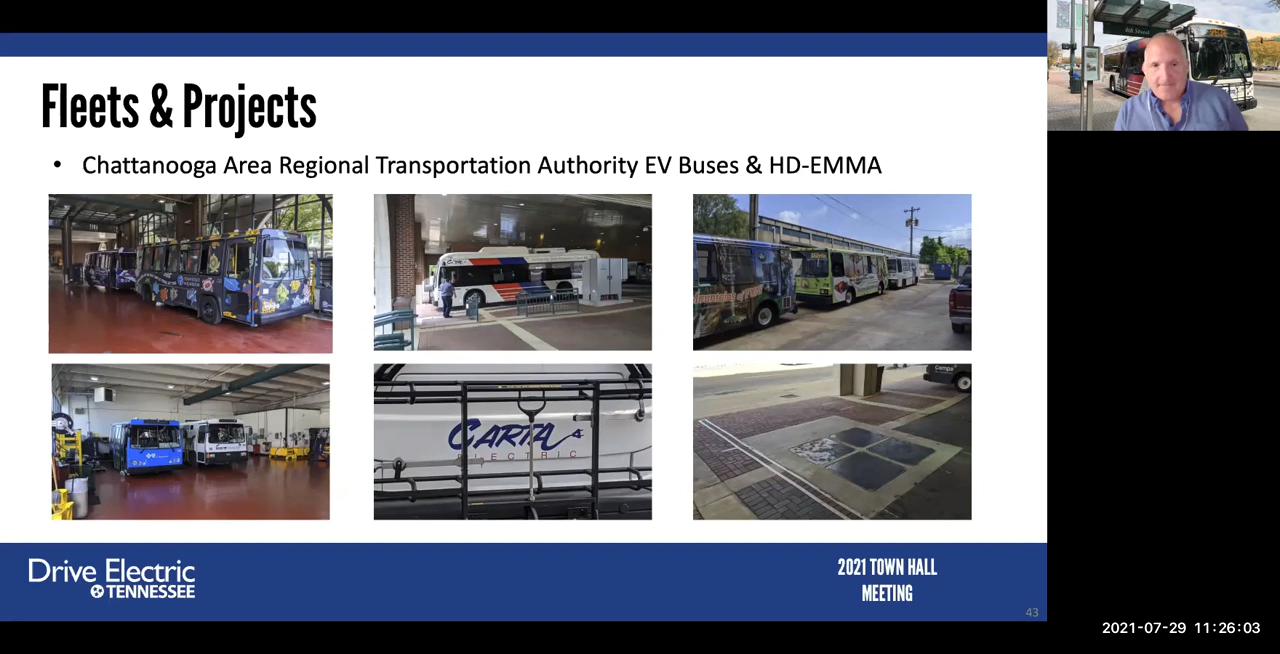 Fleets & Projects
• Chattanooga Area Regional Transportation Authority EV Buses & HD-EMMA
CARTA
ELECTRIC
Drive Electric
TENNESSEE
2021 TOWN HALL
MEETING
43
2021-07-29 11:26:03